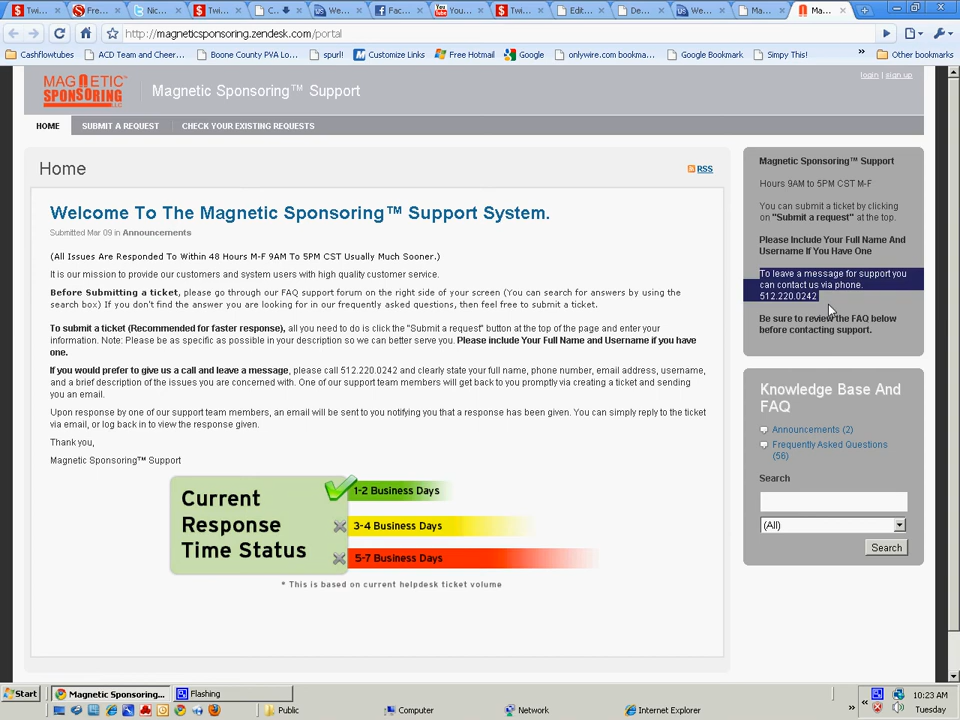 Twi...
Fre...
Nic...
Twi...
C...
We...
Fac...
You...
Twi...
Edit...
De...
We...
Ma...
Ma...
http://magneticsponsoring.zendesk.com/portal
Cashflowtubes
ACD Team and Cheer...
Boone County PVA Lo...
spurl!
Customize Links
Free Hotmail
Google
onlywire.com bookma...
Google Bookmark
Simpy This!
»
Other bookmarks
MAGNETIC
SPONSORING
LLC
Magnetic Sponsoring™ Support
login | sign up
HOME
SUBMIT A REQUEST
CHECK YOUR EXISTING REQUESTS
Home
RSS
Welcome To The Magnetic Sponsoring™ Support System.
Submitted Mar 09 in Announcements
(All Issues Are Responded To Within 48 Hours M-F 9AM To 5PM CST Usually Much Sooner.)
It is our mission to provide our customers and system users with high quality customer service.
Before Submitting a ticket, please go through our FAQ support forum on the right side of your screen (You can search for answers by using the
search box) If you don't find the answer you are looking for in our frequently asked questions, then feel free to submit a ticket.
To submit a ticket (Recommended for faster response), all you need to do is click the "Submit a request" button at the top of the page and enter your
information. Note: Please be as specific as possible in your description so we can better serve you. Please include Your Full Name and Username if you have
one.
If you would prefer to give us a call and leave a message, please call 512.220.0242 and clearly state your full name, phone number, email address, username,
and a brief description of the issues you are concerned with. One of our support team members will get back to you promptly via creating a ticket and sending
you an email.
Upon response by one of our support team members, an email will be sent to you notifying you that a response has been given. You can simply reply to the ticket
via email, or log back in to view the response given.
Thank you,
Magnetic Sponsoring™ Support
Current
Response
Time Status
1-2 Business Days
3-4 Business Days
5-7 Business Days
* This is based on current helpdesk ticket volume
Magnetic Sponsoring™ Support
Hours 9AM to 5PM CST M-F
You can submit a ticket by clicking
on "Submit a request" at the top.
Please Include Your Full Name And
Username If You Have One
To leave a message for support you
can contact us via phone.
512.220.0242
Be sure to review the FAQ below
before contacting support.
Knowledge Base And
FAQ
Announcements (2)
Frequently Asked Questions
(56)
Search
(All)
Search
Start
Magnetic Sponsoring...
Flashing
Public
Computer
Network
Internet Explorer
»
«
10:23 AM
Tuesday